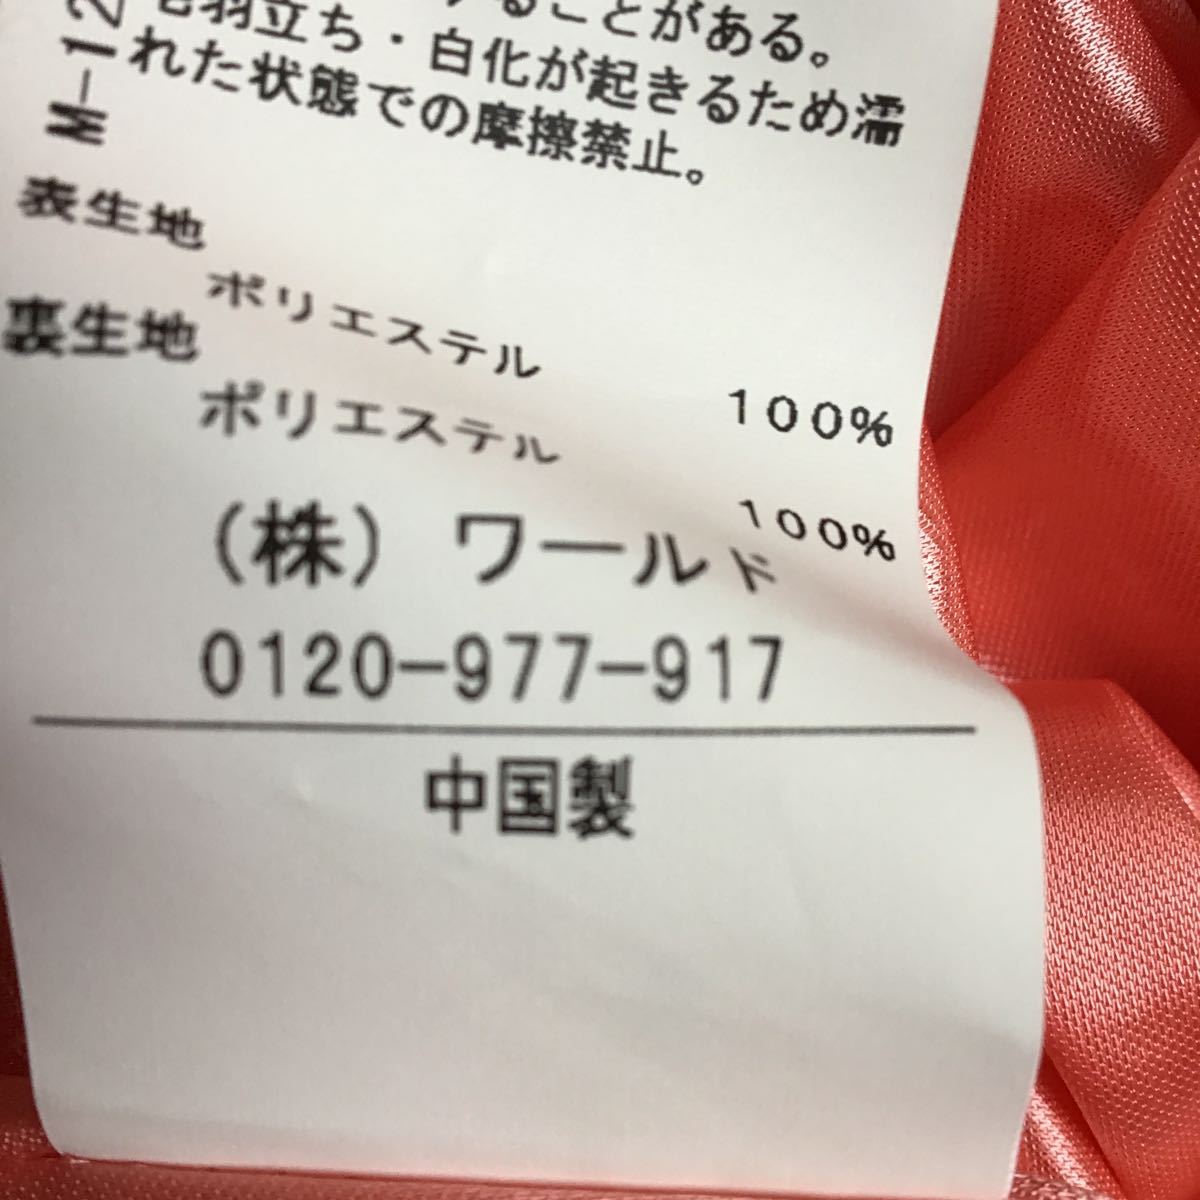 ることがある。
毛羽立ち・白化が起きるため濡
れた状態での摩擦禁止。
M-12
表生地
ポリエステル 100%
裏生地
ポリエステル 100%
(株) ワールド
0120-977-917
中国製